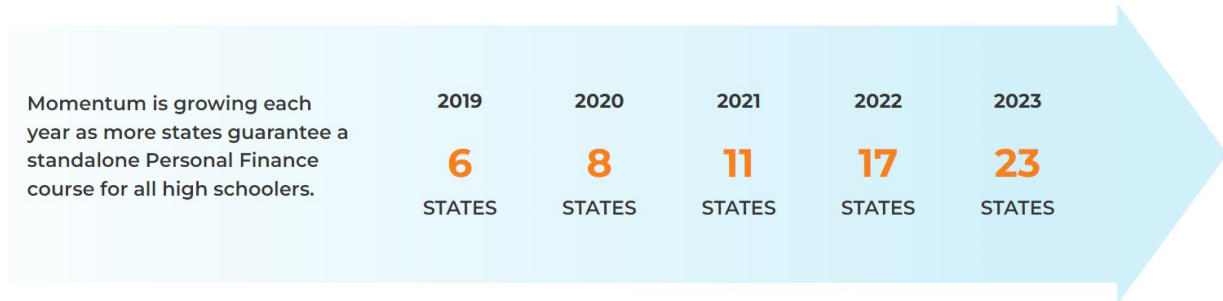 Momentum is growing each
year as more states guarantee a
standalone Personal Finance
course for all high schoolers.
2019 2020 2021 2022 2023
6 8 11 17 23
STATES STATES STATES STATES STATES